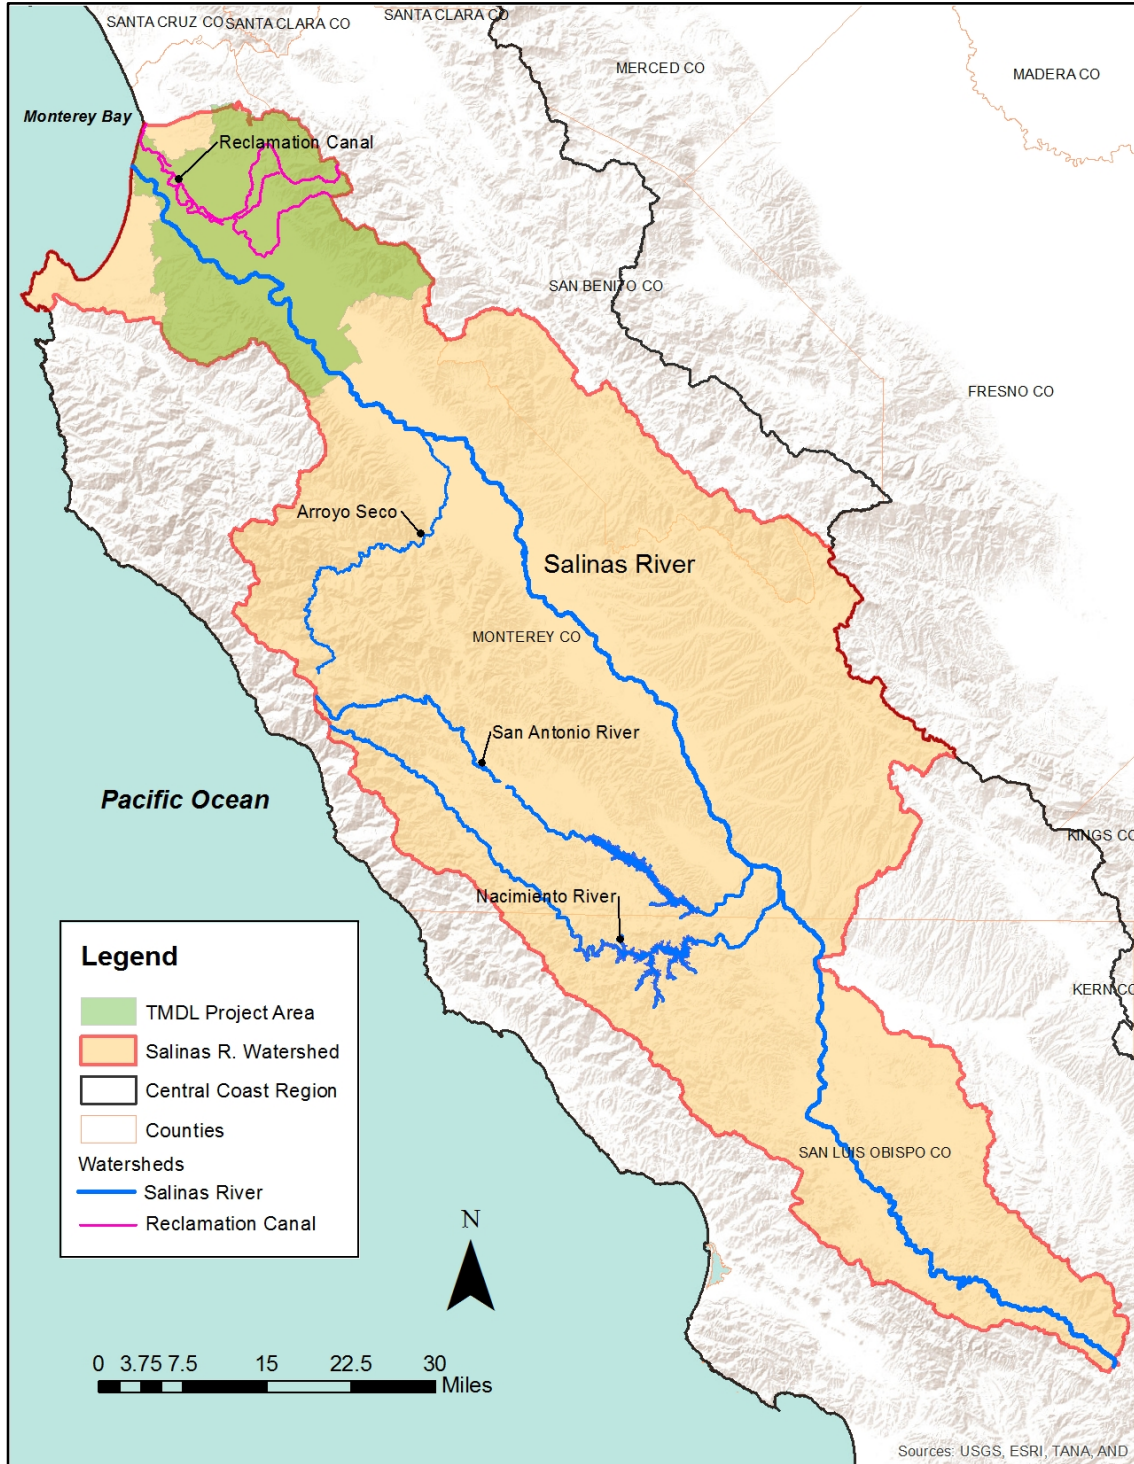 SANTA CRUZ CO
SANTA CLARA CO
SANTA CLARA CO
MERCED CO
MADERA CO
Monterey Bay
Reclamation Canal
SAN BENITO CO
FRESNO CO
Arroyo Seco
Salinas River
MONTEREY CO
San Antonio River
Pacific Ocean
KINGS CO
Nacimiento River
KERN CO
Legend
TMDL Project Area
Salinas R. Watershed
Central Coast Region
Counties
Watersheds
Salinas River
Reclamation Canal
SAN LUIS OBISPO CO
N
0 3.75 7.5 15 22.5 30
Miles
Sources: USGS, ESRI, TANA, AND